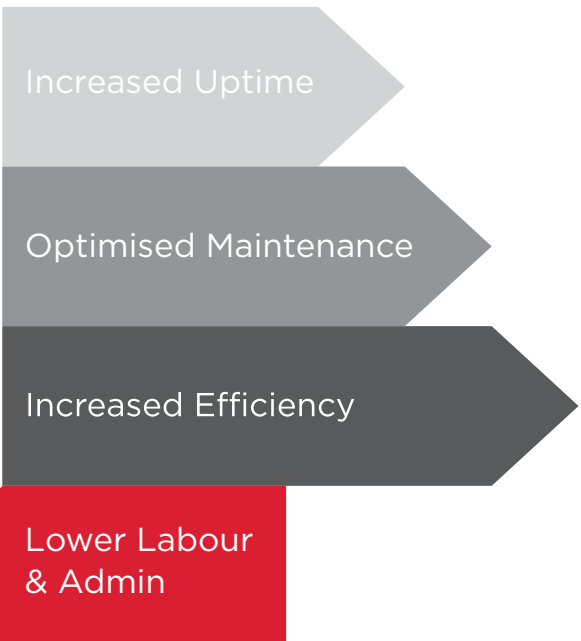 Increased Uptime
Optimised Maintenance
Increased Efficiency
Lower Labour
& Admin